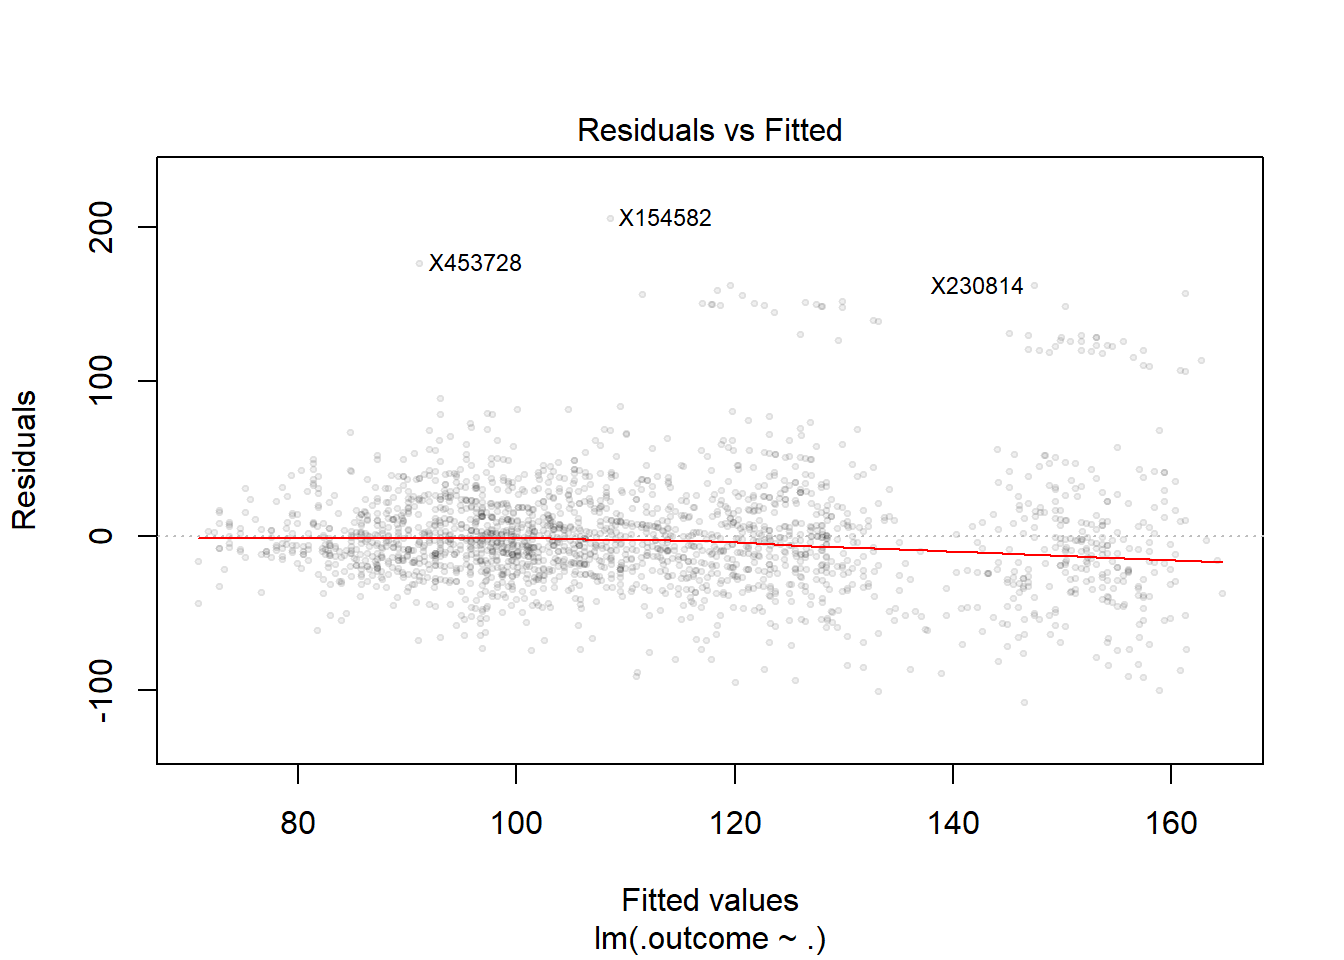 Residuals vs Fitted
200
100
0
-100
Residuals
X154582
X453728
X230814
80 100 120 140 160
Fitted values
lm(.outcome ~ .)